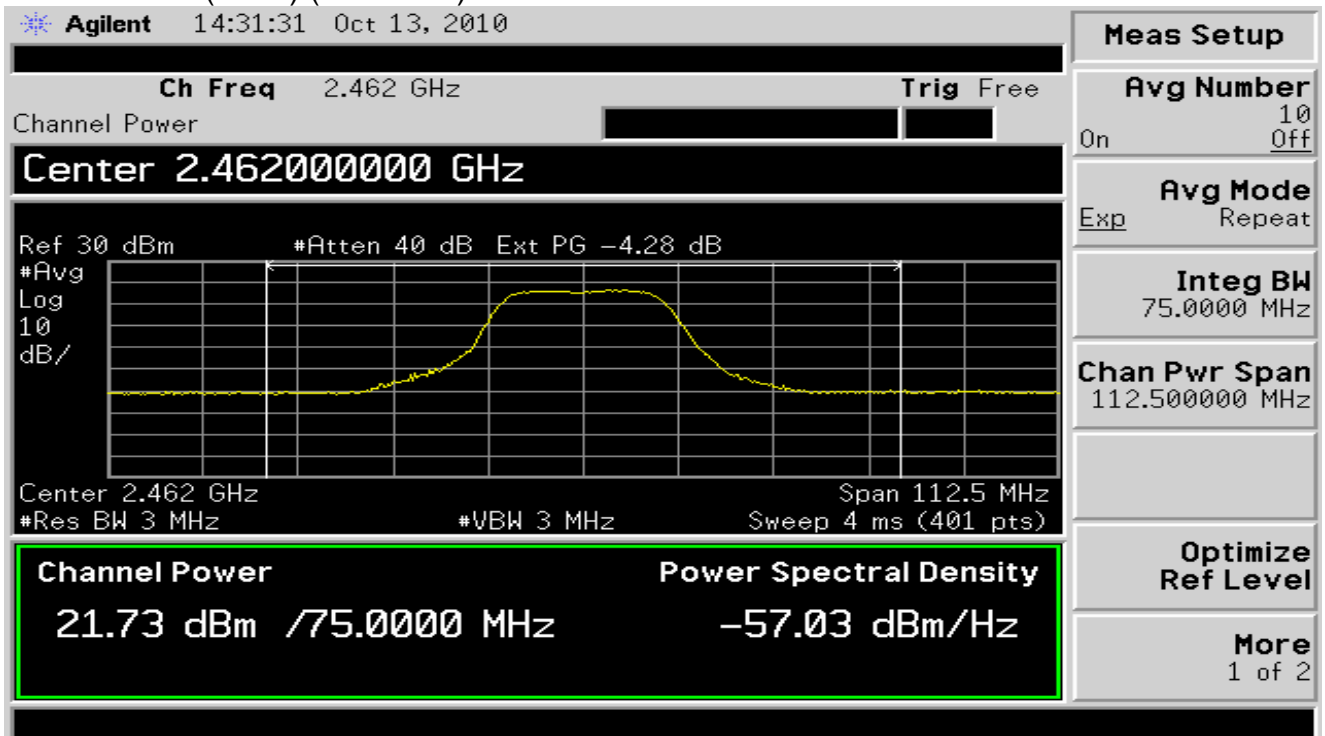 Agilent 14:31:31 Oct 13, 2010
Meas Setup
Ch Freq 2.462 GHz Trig Free
Channel Power
Avg Number
10
On Off
Center 2.462000000 GHz
Avg Mode
Exp Repeat
Ref 30 dBm #Atten 40 dB Ext PG −4.28 dB
#Avg
Log
10
dB/
Integ BW
75.0000 MHz
Chan Pwr Span
112.500000 MHz
Center 2.462 GHz Span 112.5 MHz
#Res BW 3 MHz #VBW 3 MHz Sweep 4 ms (401 pts)
Channel Power Power Spectral Density
21.73 dBm /75.0000 MHz −57.03 dBm/Hz
Optimize
Ref Level
More
1 of 2